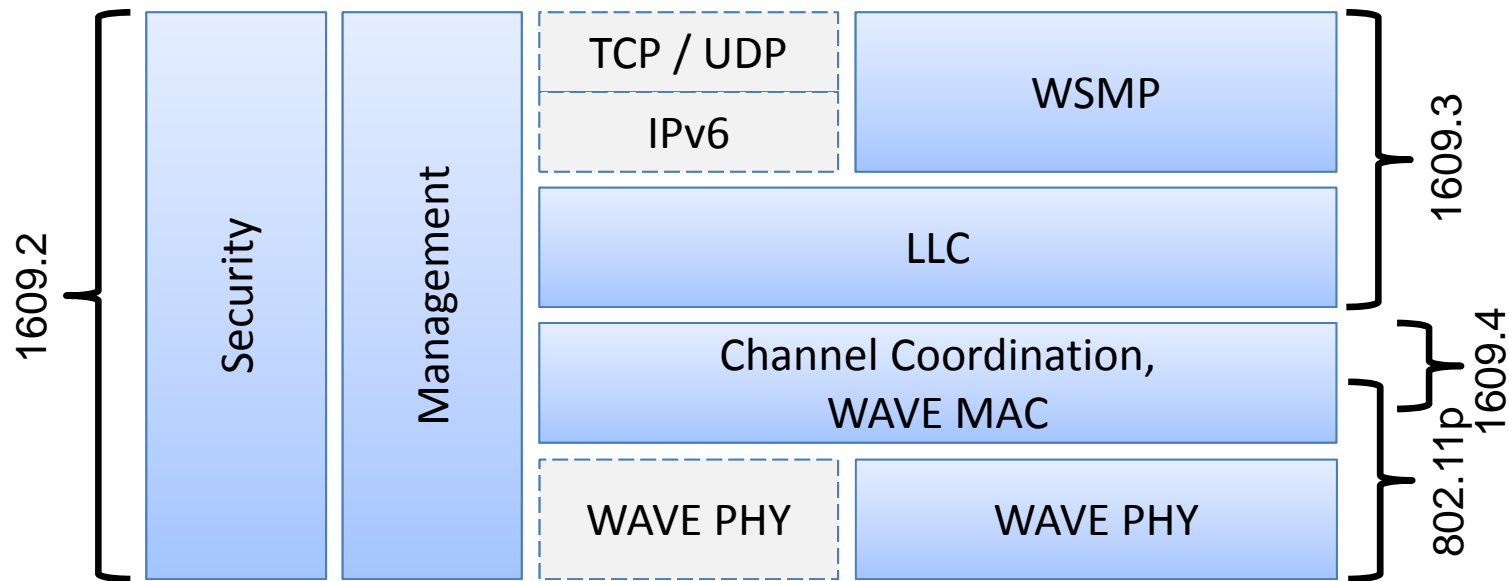 1609.2
Security
Management
TCP / UDP
IPv6
WSMP
LLC
Channel Coordination,
WAVE MAC
WAVE PHY
WAVE PHY
1609.3
1609.4
802.11p